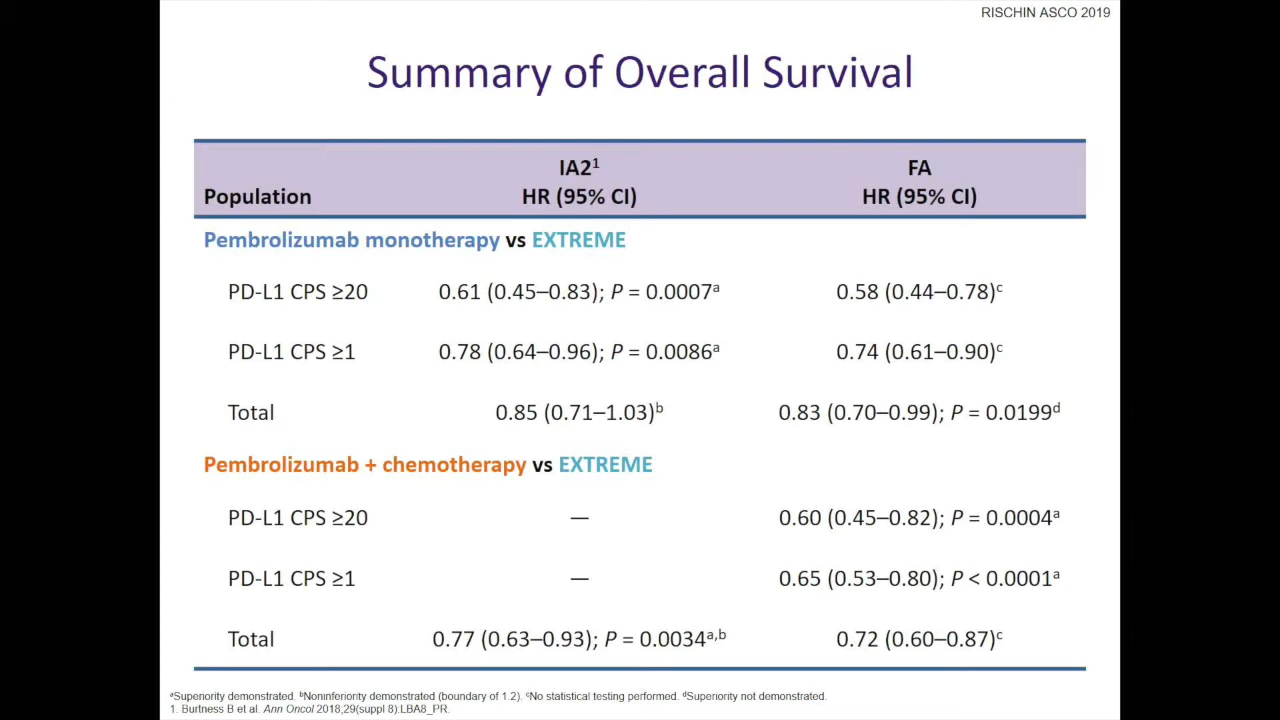 RISCHIN ASCO 2019
Summary of Overall Survival
Population IA2¹ HR (95% CI) FA HR (95% CI)
Pembrolizumab monotherapy vs EXTREME
PD-L1 CPS ≥20 0.61 (0.45–0.83); P = 0.0007ᵃ 0.58 (0.44–0.78)ᶜ
PD-L1 CPS ≥1 0.78 (0.64–0.96); P = 0.0086ᵃ 0.74 (0.61–0.90)ᶜ
Total 0.85 (0.71–1.03)ᵇ 0.83 (0.70–0.99); P = 0.0199ᵈ
Pembrolizumab + chemotherapy vs EXTREME
PD-L1 CPS ≥20 — 0.60 (0.45–0.82); P = 0.0004ᵃ
PD-L1 CPS ≥1 — 0.65 (0.53–0.80); P < 0.0001ᵃ
Total 0.77 (0.63–0.93); P = 0.0034ᵃ,ᵇ 0.72 (0.60–0.87)ᶜ
ᵃSuperiority demonstrated. ᵇNoninferiority demonstrated (boundary of 1.2). ᶜNo statistical testing performed. ᵈSuperiority not demonstrated.
1. Burtness B et al. Ann Oncol 2018;29(suppl 8):LBA8_PR.